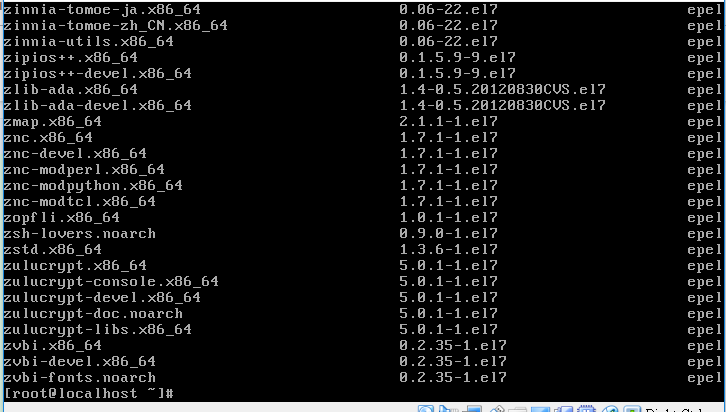 zinnia-tomoe-ja.x86_64 0.06-22.el7 epel
zinnia-tomoe-zh_CN.x86_64 0.06-22.el7 epel
zinnia-utils.x86_64 0.06-22.el7 epel
zipios++.x86_64 0.1.5.9-9.el7 epel
zipios++-devel.x86_64 0.1.5.9-9.el7 epel
zlib-ada.x86_64 1.4-0.5.20120830CVS.el7 epel
zlib-ada-devel.x86_64 1.4-0.5.20120830CVS.el7 epel
zmap.x86_64 2.1.1-1.el7 epel
znc.x86_64 1.7.1-1.el7 epel
znc-devel.x86_64 1.7.1-1.el7 epel
znc-modperl.x86_64 1.7.1-1.el7 epel
znc-modpython.x86_64 1.7.1-1.el7 epel
znc-modtcl.x86_64 1.7.1-1.el7 epel
zopfli.x86_64 1.0.1-1.el7 epel
zsh-lovers.noarch 0.9.0-1.el7 epel
zstd.x86_64 1.3.6-1.el7 epel
zulucrypt.x86_64 5.0.1-1.el7 epel
zulucrypt-console.x86_64 5.0.1-1.el7 epel
zulucrypt-devel.x86_64 5.0.1-1.el7 epel
zulucrypt-doc.noarch 5.0.1-1.el7 epel
zulucrypt-libs.x86_64 5.0.1-1.el7 epel
zvbi.x86_64 0.2.35-1.el7 epel
zvbi-devel.x86_64 0.2.35-1.el7 epel
zvbi-fonts.noarch 0.2.35-1.el7 epel
[root@localhost ~]#